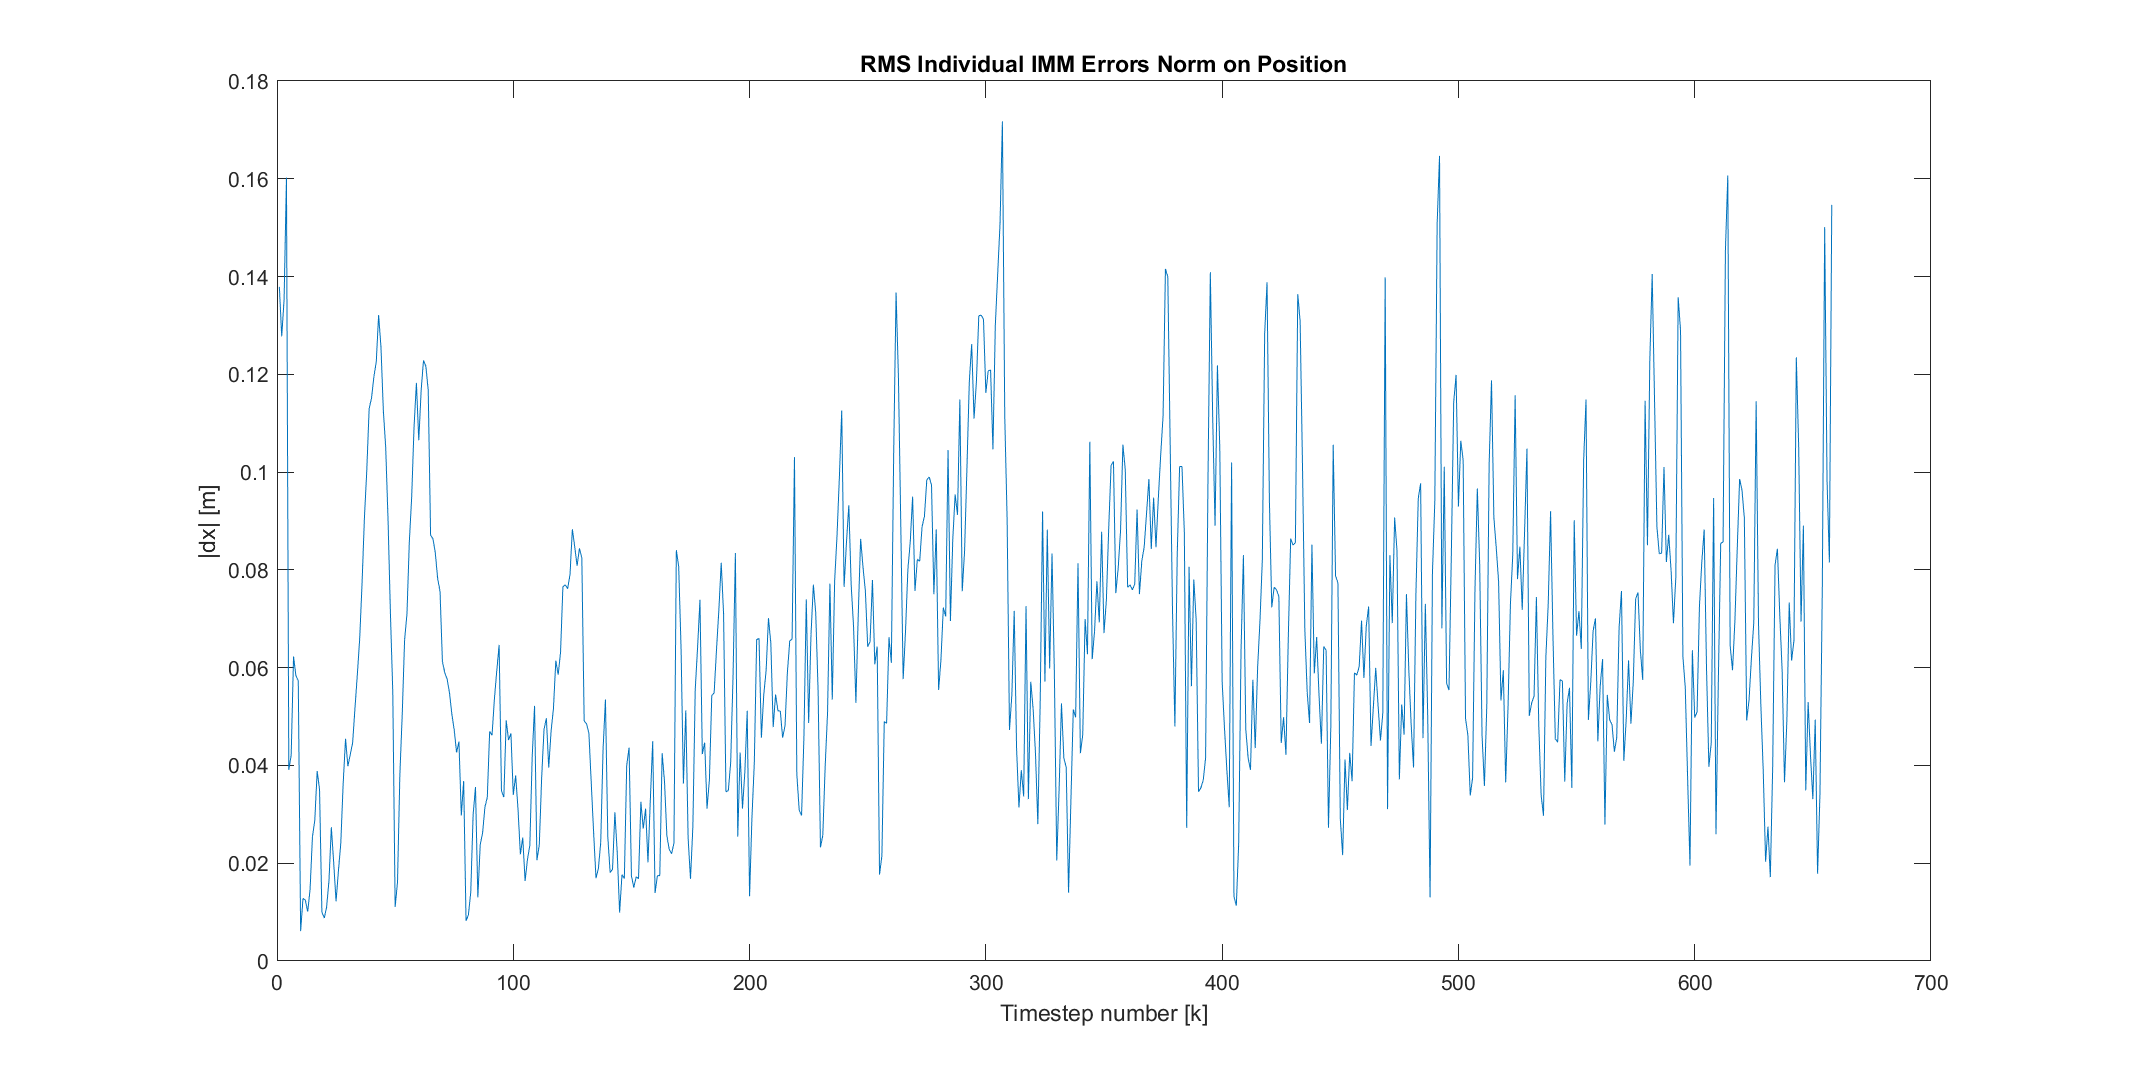 RMS Individual IMM Errors Norm on Position
0.18
0.16
0.14
0.12
0.1
0.08
0.06
0.04
0.02
0
|dx| [m]
0 100 200 300 400 500 600 700
Timestep number [k]